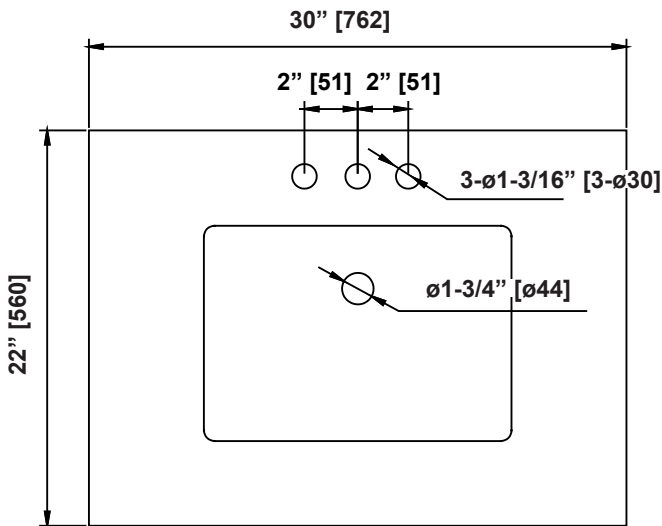 30” [762]
2” [51] 2” [51]
3-ø1-3/16” [3-ø30]
ø1-3/4” [ø44]
22” [560]